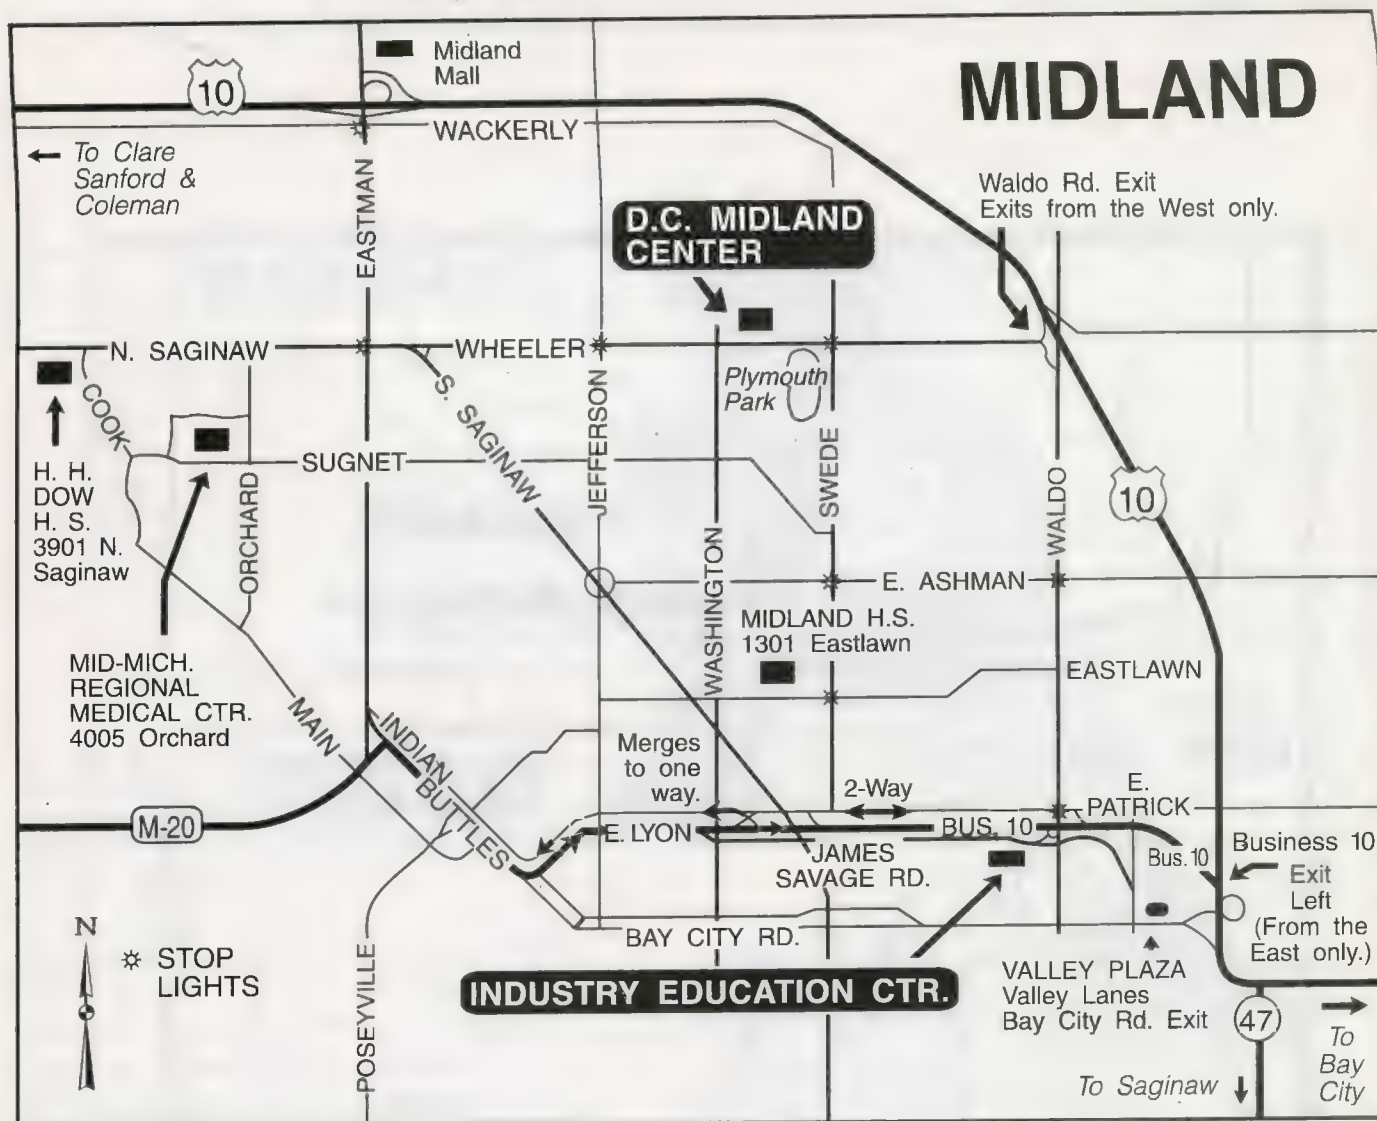 MIDLAND
Midland
Mall
10
WACKERLY
To Clare
Sanford &
Coleman
EASTMAN
Waldo Rd. Exit
Exits from the West only.
D.C. MIDLAND
CENTER
N. SAGINAW
WHEELER
COOK
S. SAGINAW
JEFFERSON
Plymouth
Park
SWEDE
WALDO
10
H. H.
DOW
H. S.
3901 N.
Saginaw
SUGNET
ORCHARD
WASHINGTON
E. ASHMAN
MIDLAND H.S.
1301 Eastlawn
EASTLAWN
MID-MICH.
REGIONAL
MEDICAL CTR.
4005 Orchard
MAIN
INDIAN
BUTTLES
Merges
to one
way.
2-Way
E.
PATRICK
M-20
E. LYON
BUS. 10
JAMES
SAVAGE RD.
Bus. 10
Business 10
Exit
Left
(From the
East only.)
N
STOP
LIGHTS
POSEYVILLE
BAY CITY RD.
INDUSTRY EDUCATION CTR.
VALLEY PLAZA
Valley Lanes
Bay City Rd. Exit
47
To
Bay
City
To Saginaw